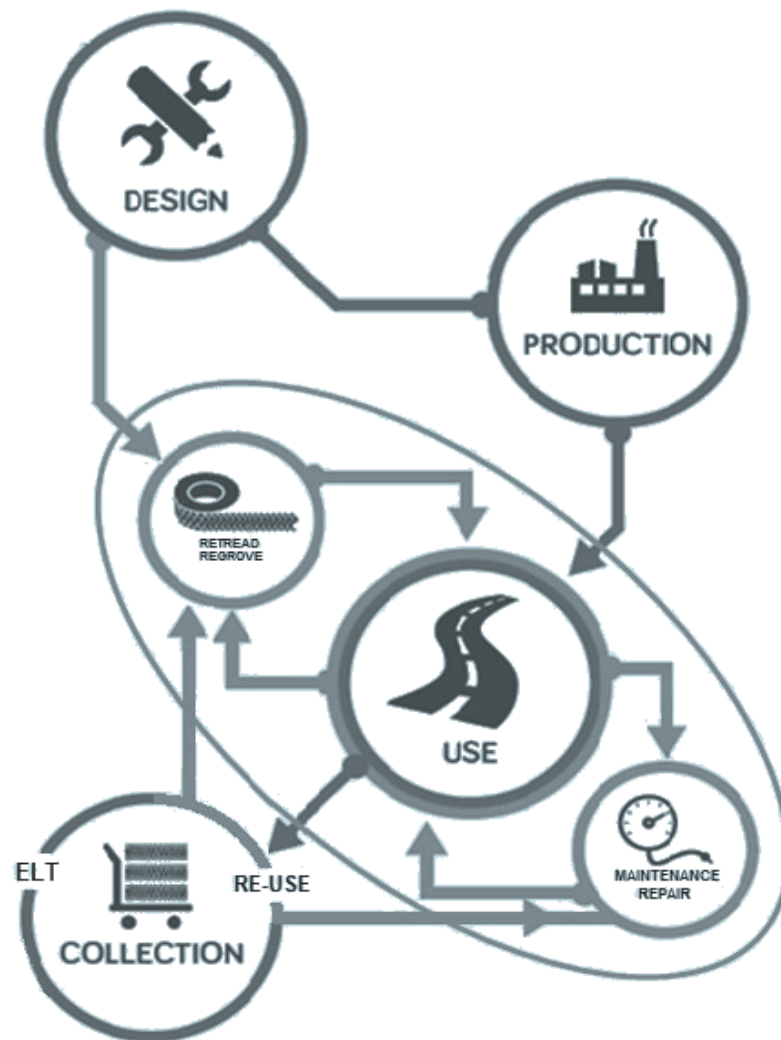 DESIGN
PRODUCTION
RETREAD
REGROVE
USE
MAINTENANCE
REPAIR
ELT
RE-USE
COLLECTION